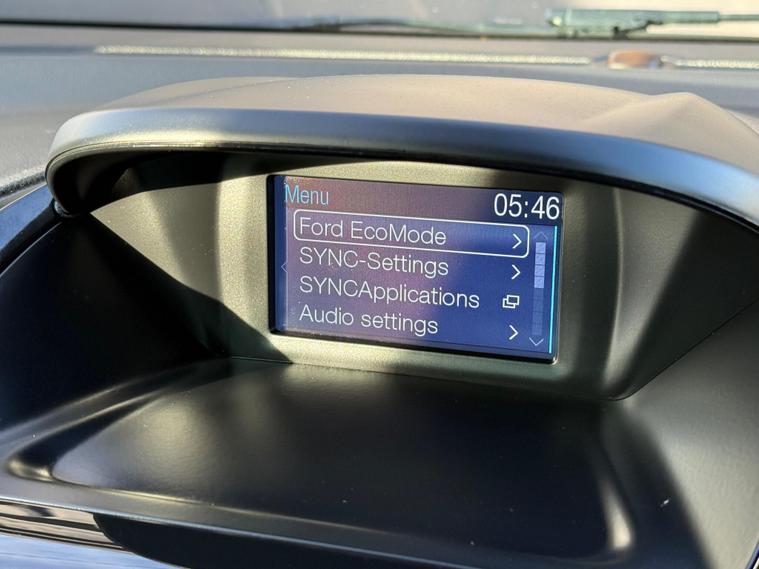 Menu
05:46
Ford EcoMode
SYNC-Settings
SYNCApplications
Audio settings